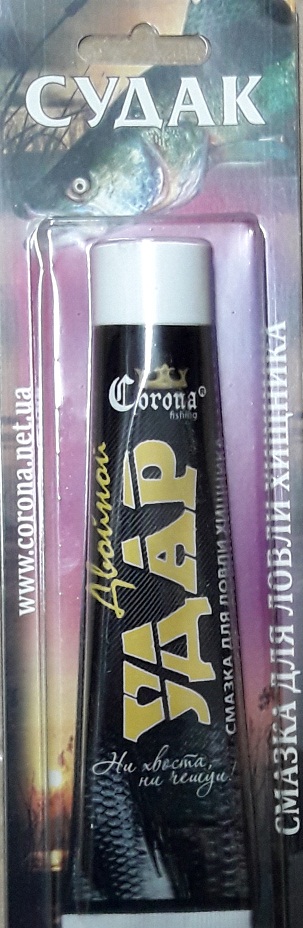 СУДАК
www.corona.net.ua
Corona®
fishing
Двойной
УДАР
СМАЗКА ДЛЯ ЛОВЛИ ХИЩНИКА
Ни хвоста,
ни чешуи!
СМАЗКА ДЛЯ ЛОВЛИ ХИЩНИКА